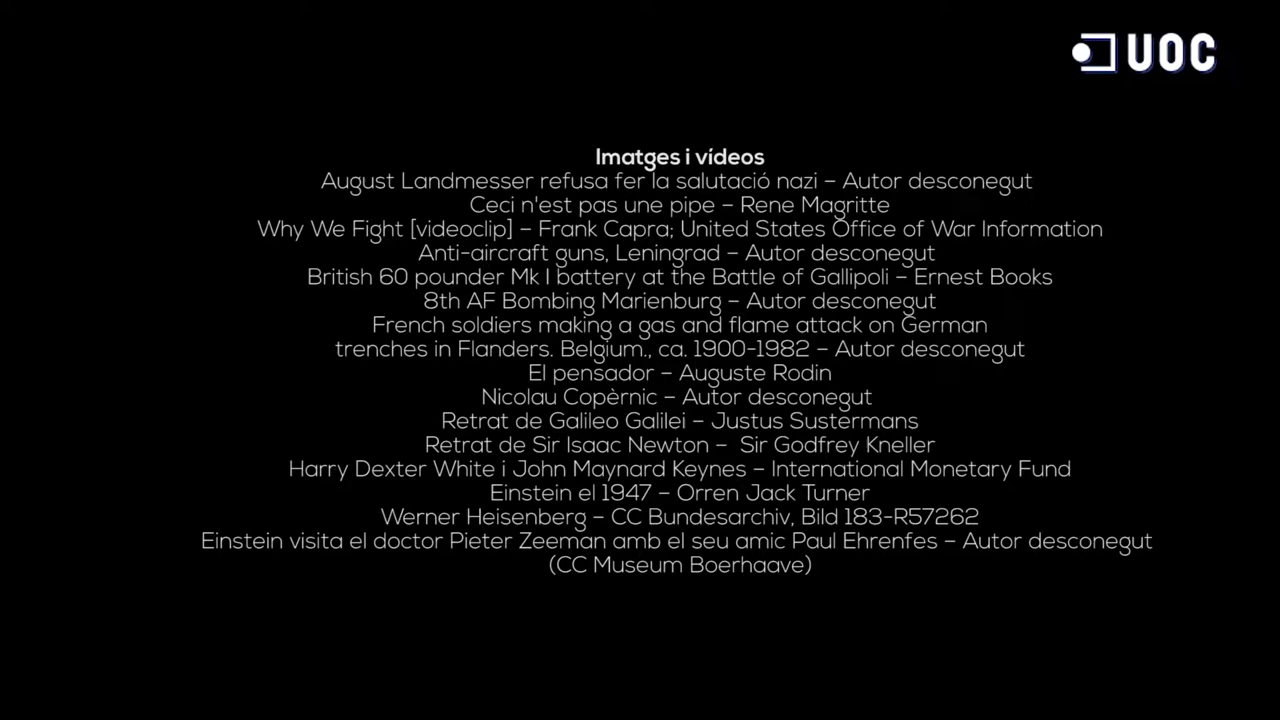 UOC
Imatges i vídeos
August Landmesser refusa fer la salutació nazi – Autor desconegut
Ceci n'est pas une pipe – Rene Magritte
Why We Fight [videoclip] – Frank Capra; United States Office of War Information
Anti-aircraft guns, Leningrad – Autor desconegut
British 60 pounder Mk I battery at the Battle of Gallipoli – Ernest Books
8th AF Bombing Marienburg – Autor desconegut
French soldiers making a gas and flame attack on German
trenches in Flanders. Belgium., ca. 1900-1982 – Autor desconegut
El pensador – Auguste Rodin
Nicolau Copèrnic – Autor desconegut
Retrat de Galileo Galilei – Justus Sustermans
Retrat de Sir Isaac Newton – Sir Godfrey Kneller
Harry Dexter White i John Maynard Keynes – International Monetary Fund
Einstein el 1947 – Orren Jack Turner
Werner Heisenberg – CC Bundesarchiv, Bild 183-R57262
Einstein visita el doctor Pieter Zeeman amb el seu amic Paul Ehrenfes – Autor desconegut
(CC Museum Boerhaave)